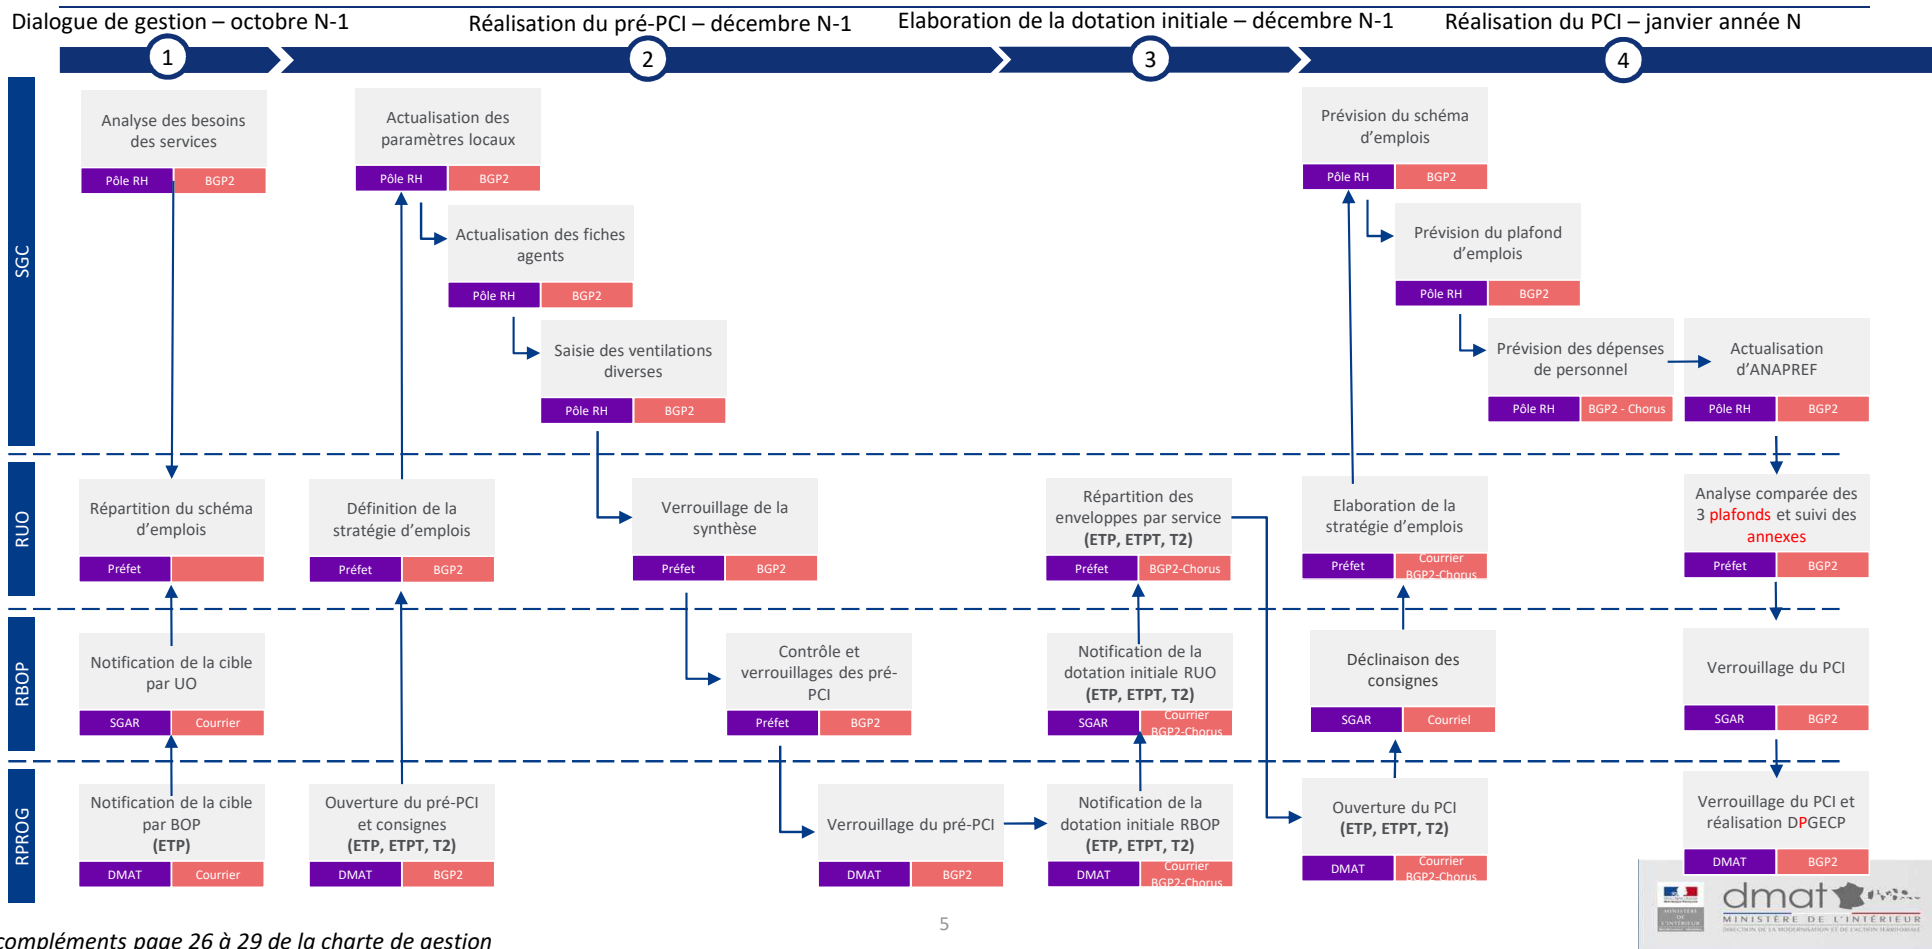 Dialogue de gestion – octobre N-1
Réalisation du pré-PCI – décembre N-1
Elaboration de la dotation initiale – décembre N-1
Réalisation du PCI – janvier année N
1
2
3
4
SGC
Analyse des besoins
des services
Pôle RH
BGP2
Actualisation des
paramètres locaux
Pôle RH
BGP2
Actualisation des fiches
agents
Pôle RH
BGP2
Saisie des ventilations
diverses
Pôle RH
BGP2
Prévision du schéma
d'emplois
Pôle RH
BGP2
Prévision du plafond
d'emplois
Pôle RH
BGP2
Prévision des dépenses
de personnel
Pôle RH
BGP2 - Chorus
Actualisation
d'ANAPREF
Pôle RH
BGP2
RUO
Répartition du schéma
d'emplois
Préfet
Définition de la
stratégie d'emplois
Préfet
BGP2
Verrouillage de la
synthèse
Préfet
BGP2
Répartition des
enveloppes par service
(ETP, ETPT, T2)
Préfet
BGP2-Chorus
Elaboration de la
stratégie d'emplois
Préfet
Courrier
BGP2-Chorus
Analyse comparée des
3 plafonds et suivi des
annexes
Préfet
BGP2
RBOP
Notification de la cible
par UO
SGAR
Courrier
Contrôle et
verrouillages des pré-
PCI
Préfet
BGP2
Notification de la
dotation initiale RUO
(ETP, ETPT, T2)
SGAR
Courrier
BGP2-Chorus
Déclinaison des
consignes
SGAR
Courriel
Verrouillage du PCI
SGAR
BGP2
RPROG
Notification de la cible
par BOP
(ETP)
DMAT
Courrier
Ouverture du pré-PCI
et consignes
(ETP, ETPT, T2)
DMAT
BGP2
Verrouillage du pré-PCI
DMAT
BGP2
Notification de la
dotation initiale RBOP
(ETP, ETPT, T2)
DMAT
Courrier
BGP2-Chorus
Ouverture du PCI
(ETP, ETPT, T2)
DMAT
Courrier
BGP2-Chorus
Verrouillage du PCI et
réalisation DPGECP
DMAT
BGP2
MINISTÈRE
DE
L'INTÉRIEUR
dmat
MINISTÈRE DE L'INTÉRIEUR
DIRECTION DE LA MODERNISATION ET DE L'ACTION TERRITORIALE
5
compléments page 26 à 29 de la charte de gestion